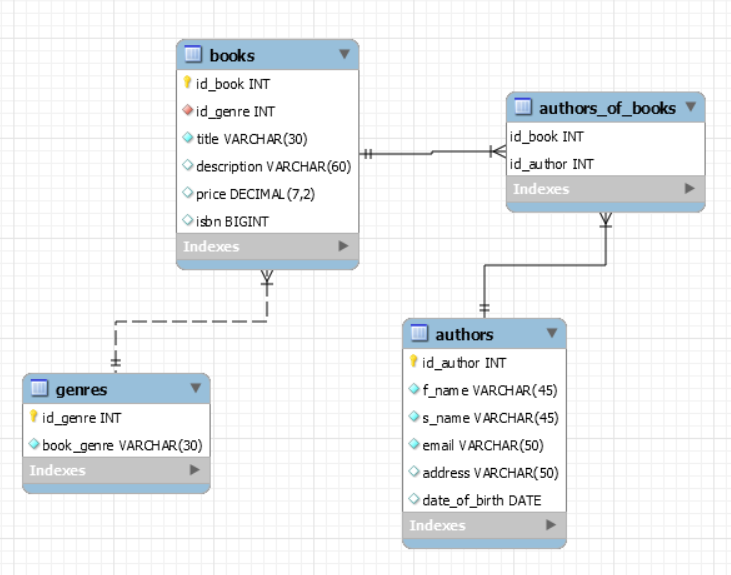 books
id_book INT
id_genre INT
title VARCHAR(30)
description VARCHAR(60)
price DECIMAL(7,2)
isbn BIGINT
Indexes
authors_of_books
id_book INT
id_author INT
Indexes
genres
id_genre INT
book_genre VARCHAR(30)
Indexes
authors
id_author INT
f_name VARCHAR(45)
s_name VARCHAR(45)
email VARCHAR(50)
address VARCHAR(50)
date_of_birth DATE
Indexes